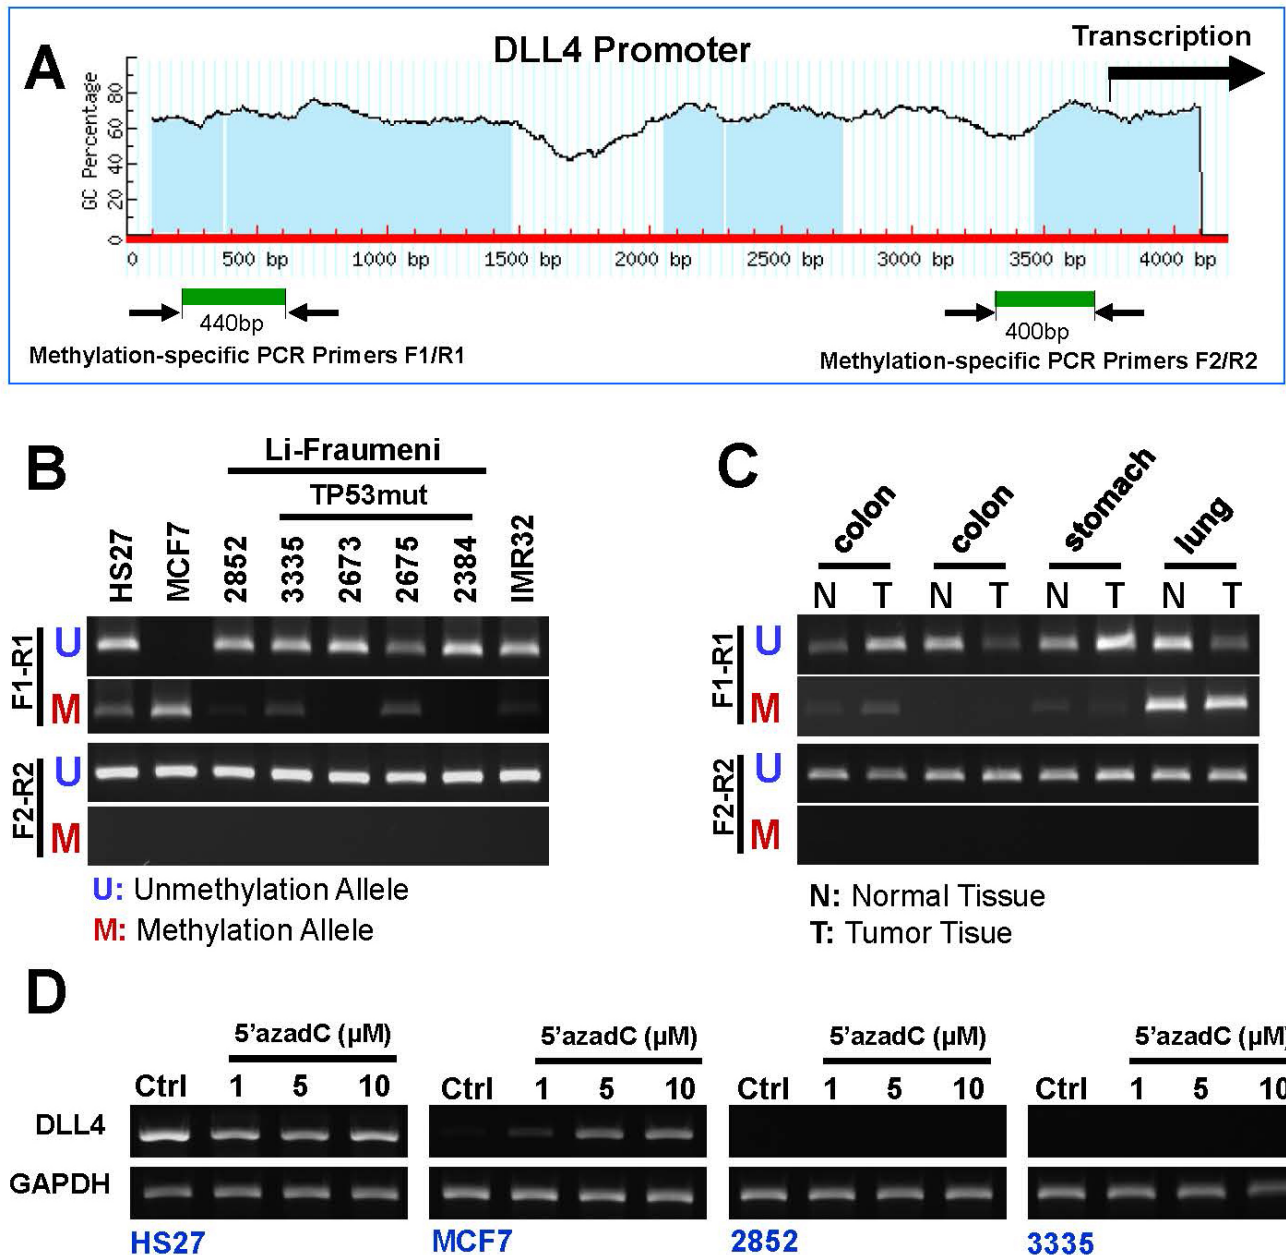 A
DLL4 Promoter
Transcription
GC Percentage
80
60
40
20
0
0 500 bp 1000 bp 1500 bp 2000 bp 2500 bp 3000 bp 3500 bp 4000 bp
440bp
400bp
Methylation-specific PCR Primers F1/R1
Methylation-specific PCR Primers F2/R2
B
Li-Fraumeni
TP53mut
HS27 MCF7 2852 3335 2673 2675 2384 IMR32
F1-R1
U
M
F2-R2
U
M
U: Unmethylation Allele
M: Methylation Allele
C
colon colon stomach lung
N T N T N T N T
F1-R1
U
M
F2-R2
U
M
N: Normal Tissue
T: Tumor Tisue
D
5'azadC (µM) 5'azadC (µM) 5'azadC (µM) 5'azadC (µM)
Ctrl 1 5 10 Ctrl 1 5 10 Ctrl 1 5 10 Ctrl 1 5 10
DLL4
GAPDH
HS27 MCF7 2852 3335